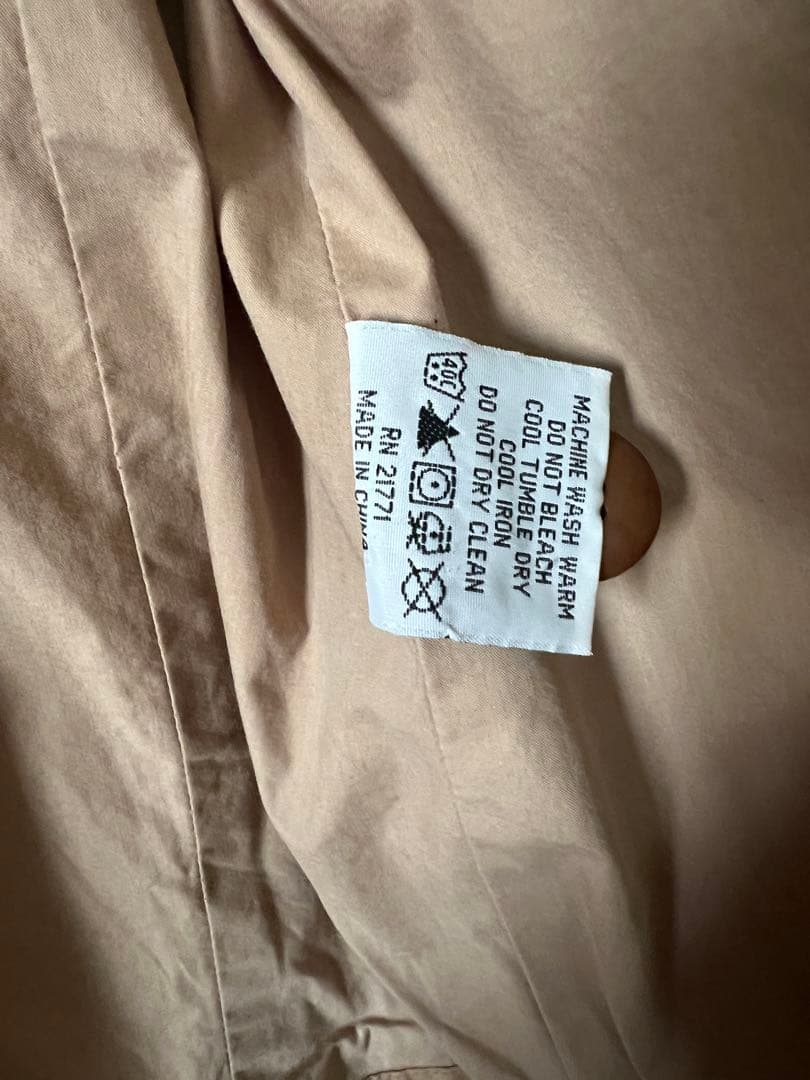 MACHINE WASH WARM
DO NOT BLEACH
COOL TUMBLE DRY
COOL IRON
DO NOT DRY CLEAN
40C
RN 21771
MADE IN CHINA